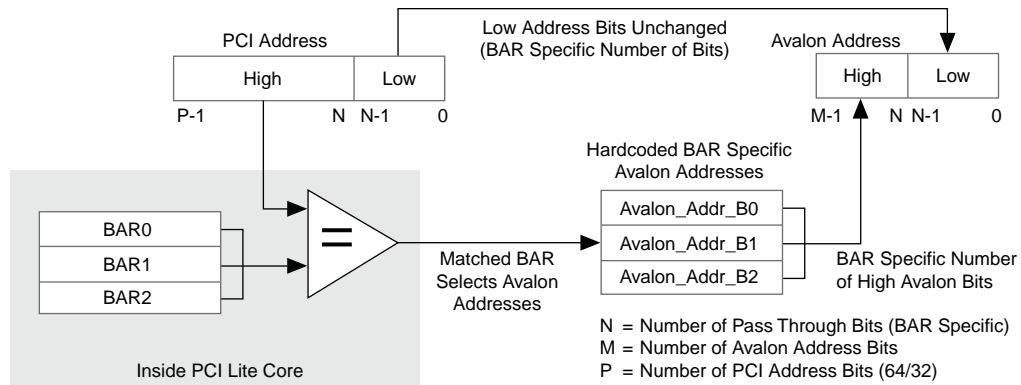 Low Address Bits Unchanged
(BAR Specific Number of Bits)
PCI Address
Avalon Address
High
Low
High
Low
P-1
N
N-1
0
M-1
N
N-1
0
Hardcoded BAR Specific
Avalon Addresses
BAR0
BAR1
BAR2
=
Avalon_Addr_B0
Avalon_Addr_B1
Avalon_Addr_B2
Matched BAR
Selects Avalon
Addresses
BAR Specific Number
of High Avalon Bits
Inside PCI Lite Core
N = Number of Pass Through Bits (BAR Specific)
M = Number of Avalon Address Bits
P = Number of PCI Address Bits (64/32)